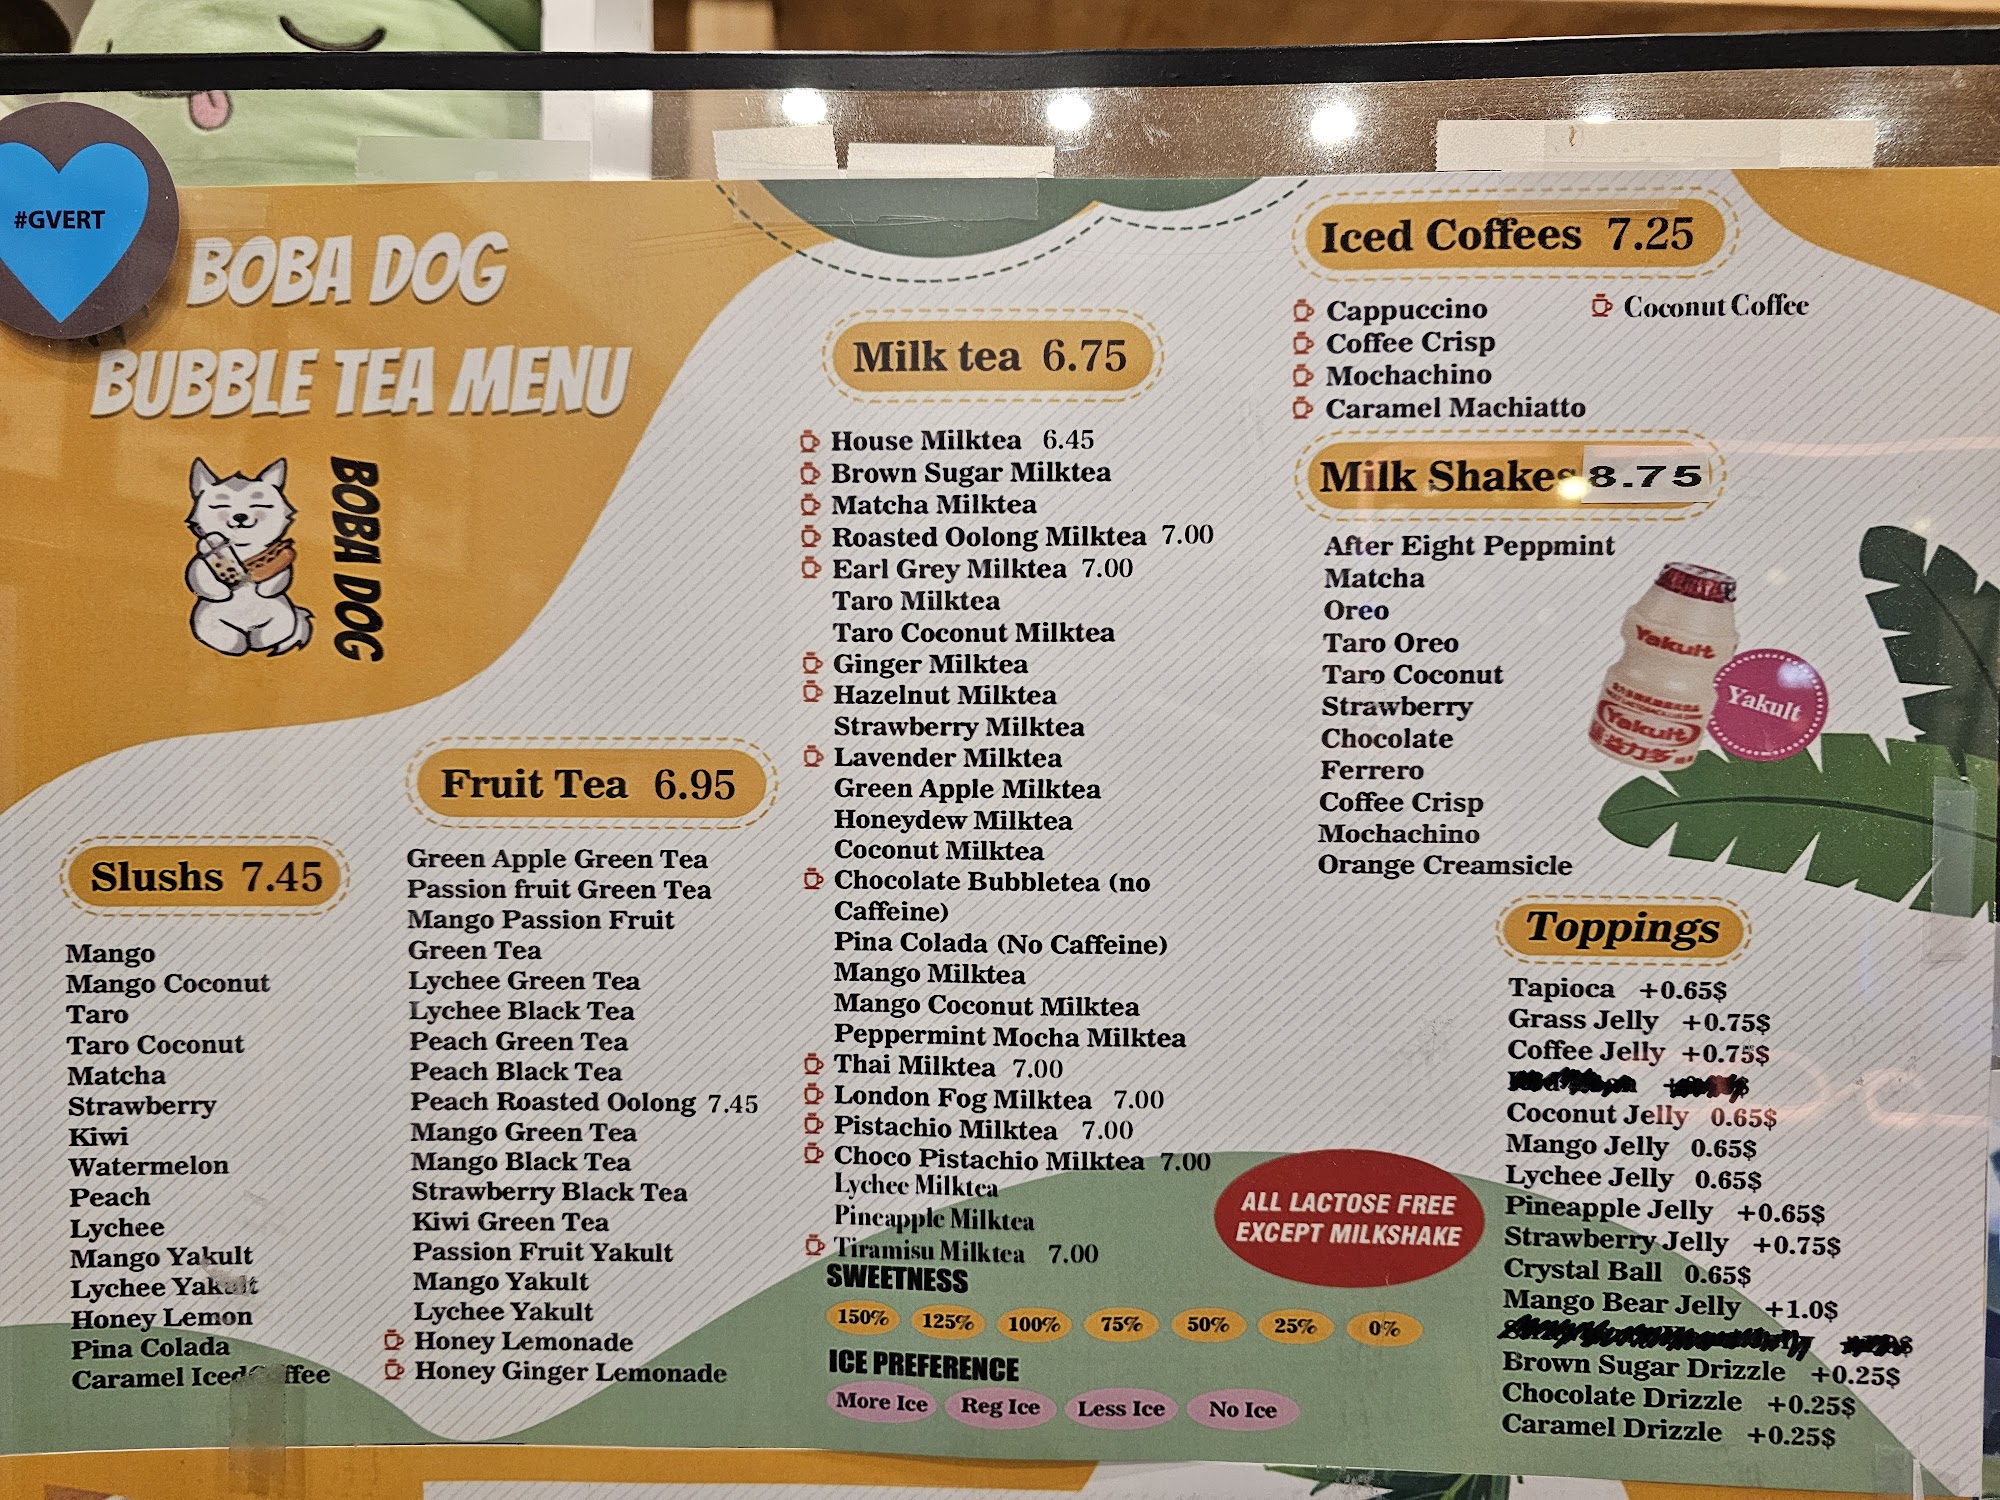 #GVERT
BOBA DOG
BUBBLE TEA MENU
BOBA DOG
Slushs 7.45
Mango
Mango Coconut
Taro
Taro Coconut
Matcha
Strawberry
Kiwi
Watermelon
Peach
Lychee
Mango Yakult
Lychee Yakult
Honey Lemon
Pina Colada
Caramel Iced Coffee
Fruit Tea 6.95
Green Apple Green Tea
Passion fruit Green Tea
Mango Passion Fruit
Green Tea
Lychee Green Tea
Lychee Black Tea
Peach Green Tea
Peach Black Tea
Peach Roasted Oolong 7.45
Mango Green Tea
Mango Black Tea
Strawberry Black Tea
Kiwi Green Tea
Passion Fruit Yakult
Mango Yakult
Lychee Yakult
Honey Lemonade
Honey Ginger Lemonade
Milk tea 6.75
House Milktea 6.45
Brown Sugar Milktea
Matcha Milktea
Roasted Oolong Milktea 7.00
Earl Grey Milktea 7.00
Taro Milktea
Taro Coconut Milktea
Ginger Milktea
Hazelnut Milktea
Strawberry Milktea
Lavender Milktea
Green Apple Milktea
Honeydew Milktea
Coconut Milktea
Chocolate Bubbletea (no
Caffeine)
Pina Colada (No Caffeine)
Mango Milktea
Mango Coconut Milktea
Peppermint Mocha Milktea
Thai Milktea 7.00
London Fog Milktea 7.00
Pistachio Milktea 7.00
Choco Pistachio Milktea 7.00
Lychee Milktea
Pineapple Milktea
Tiramisu Milktea 7.00
SWEETNESS
150% 125% 100% 75% 50% 25% 0%
ICE PREFERENCE
More Ice Reg Ice Less Ice No Ice
ALL LACTOSE FREE
EXCEPT MILKSHAKE
Iced Coffees 7.25
Cappuccino
Coffee Crisp
Mochachino
Caramel Machiatto
Coconut Coffee
Milk Shakes 8.75
After Eight Peppmint
Matcha
Oreo
Taro Oreo
Taro Coconut
Strawberry
Chocolate
Ferrero
Coffee Crisp
Mochachino
Orange Creamsicle
Yakult
Yakult
益力多
Yakult
Toppings
Tapioca +0.65$
Grass Jelly +0.75$
Coffee Jelly +0.75$
Coconut Jelly 0.65$
Mango Jelly 0.65$
Lychee Jelly 0.65$
Pineapple Jelly +0.65$
Strawberry Jelly +0.75$
Crystal Ball 0.65$
Mango Bear Jelly +1.0$
Brown Sugar Drizzle +0.25$
Chocolate Drizzle +0.25$
Caramel Drizzle +0.25$